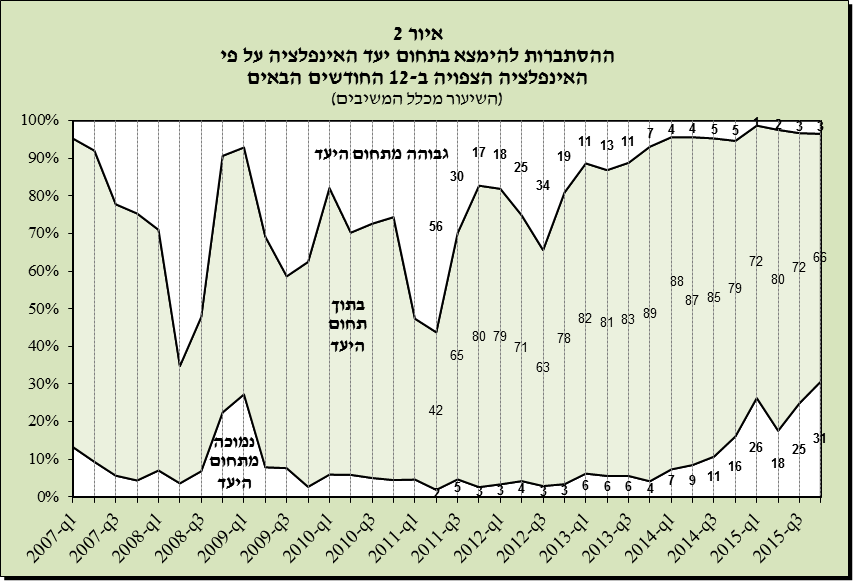 איור 2
ההסתברות להימצא בתחום יעד האינפלציה על פי
האינפלציה הצפויה ב-12 החודשים הבאים
(השיעור מכלל המשיבים)
100%
90%
80%
70%
60%
50%
40%
30%
20%
10%
0%
גבוהה מתחום היעד
56 30 17 18 25 34 19 11 13 11 7 4 4 5 5 1 2 3 3
בתוך
תחום
היעד
42 65 80 79 71 63 78 82 81 83 89 88 87 85 79 72 80 72 66
נמוכה
מתחום
היעד
2 5 3 3 4 3 3 6 6 6 4 7 9 11 16 26 18 25 31
2007-q1 2007-q3 2008-q1 2008-q3 2009-q1 2009-q3 2010-q1 2010-q3 2011-q1 2011-q3 2012-q1 2012-q3 2013-q1 2013-q3 2014-q1 2014-q3 2015-q1 2015-q3